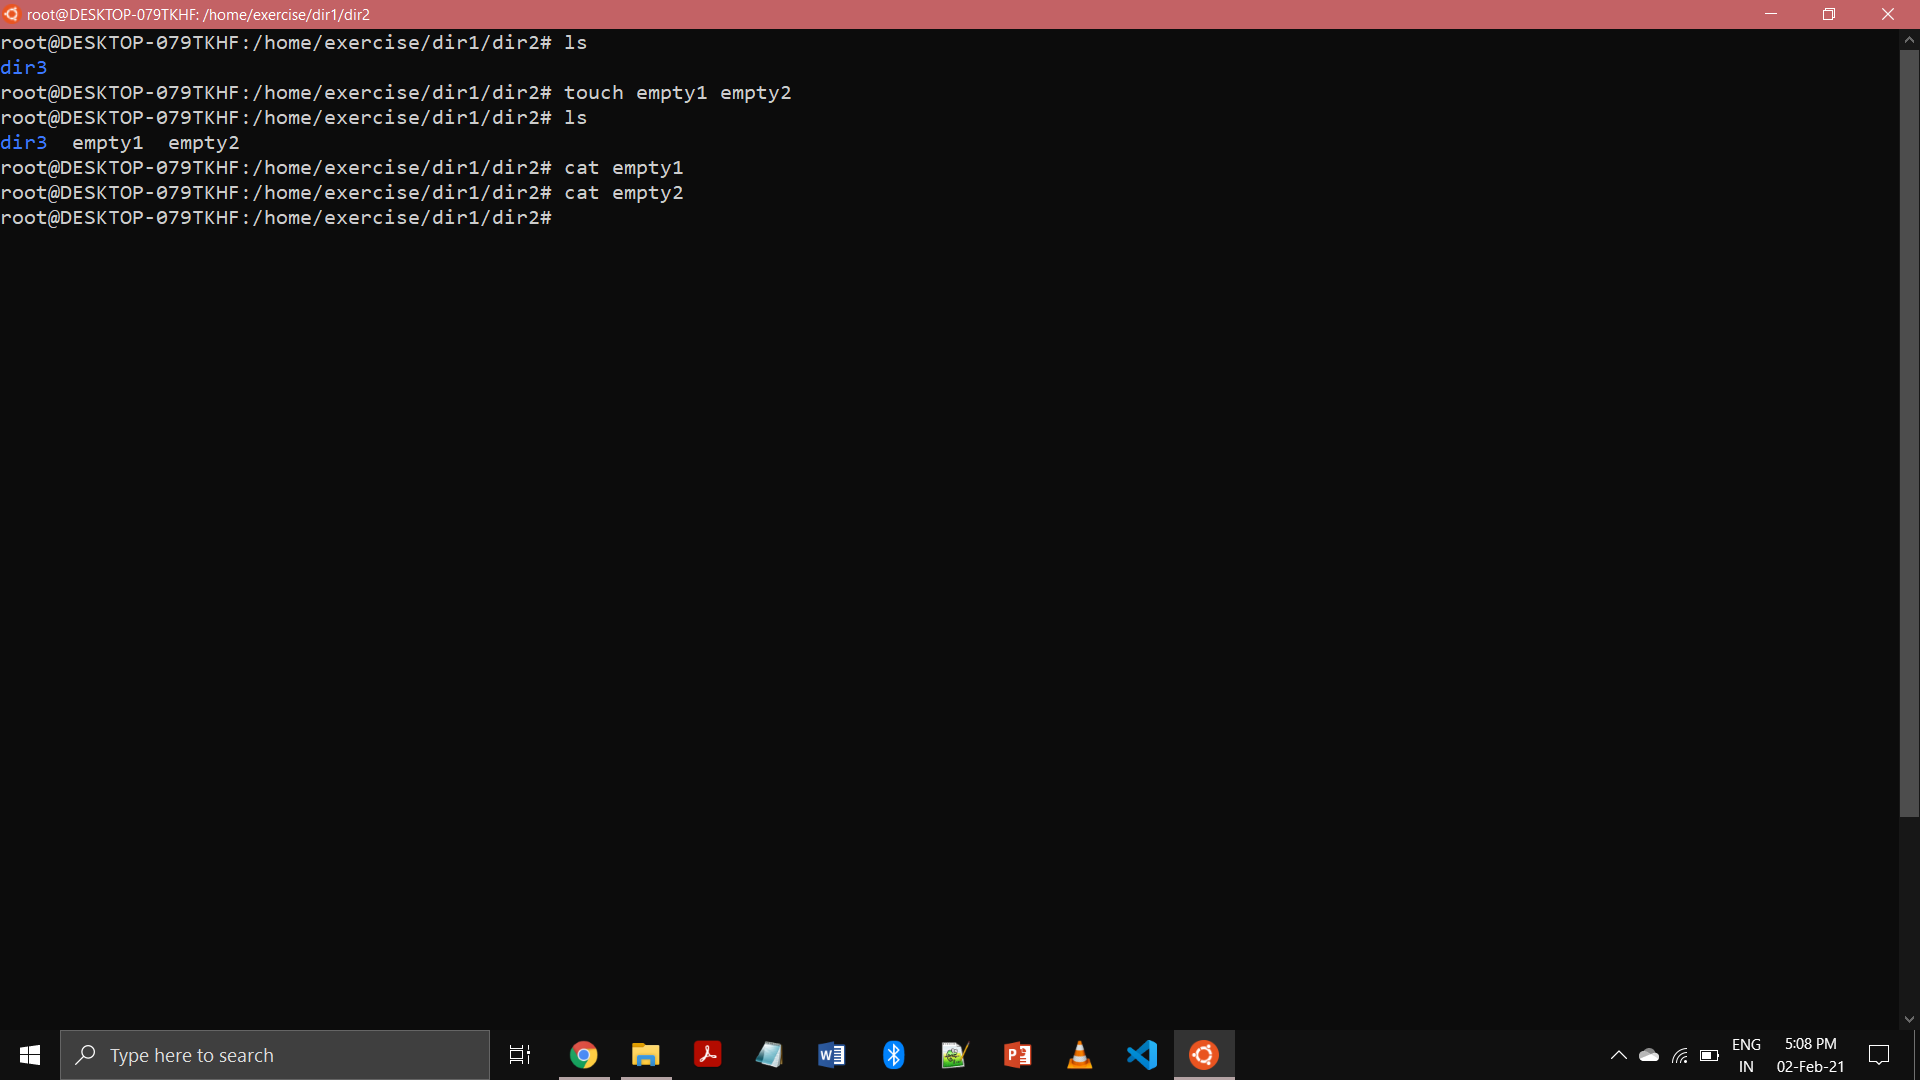 root@DESKTOP-079TKHF: /home/exercise/dir1/dir2
root@DESKTOP-079TKHF:/home/exercise/dir1/dir2# ls
dir3
root@DESKTOP-079TKHF:/home/exercise/dir1/dir2# touch empty1 empty2
root@DESKTOP-079TKHF:/home/exercise/dir1/dir2# ls
dir3  empty1  empty2
root@DESKTOP-079TKHF:/home/exercise/dir1/dir2# cat empty1
root@DESKTOP-079TKHF:/home/exercise/dir1/dir2# cat empty2
root@DESKTOP-079TKHF:/home/exercise/dir1/dir2#
Type here to search
ENG
IN
5:08 PM
02-Feb-21